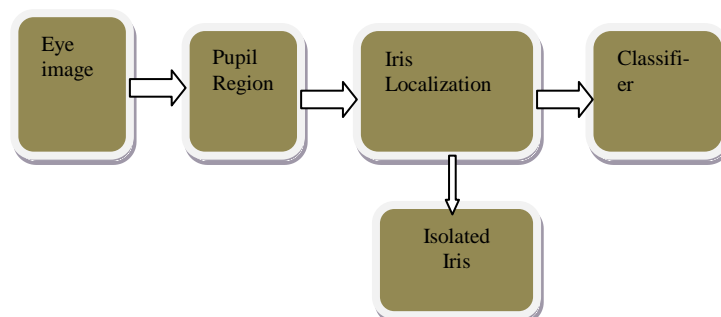 Eye
image
Pupil
Region
Iris
Localization
Classifi-
er
Isolated
Iris